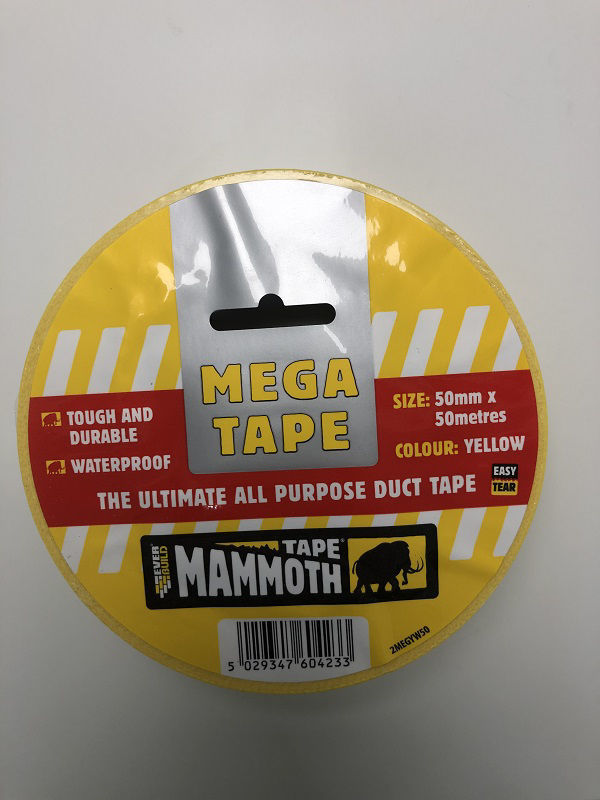 MEGA
TAPE
TOUGH AND
DURABLE
WATERPROOF
SIZE: 50mm x
50metres
COLOUR: YELLOW
THE ULTIMATE ALL PURPOSE DUCT TAPE
EASY
TEAR
EVER
BUILD
TAPE®
MAMMOTH
2MEGYW50
5 029347 604233